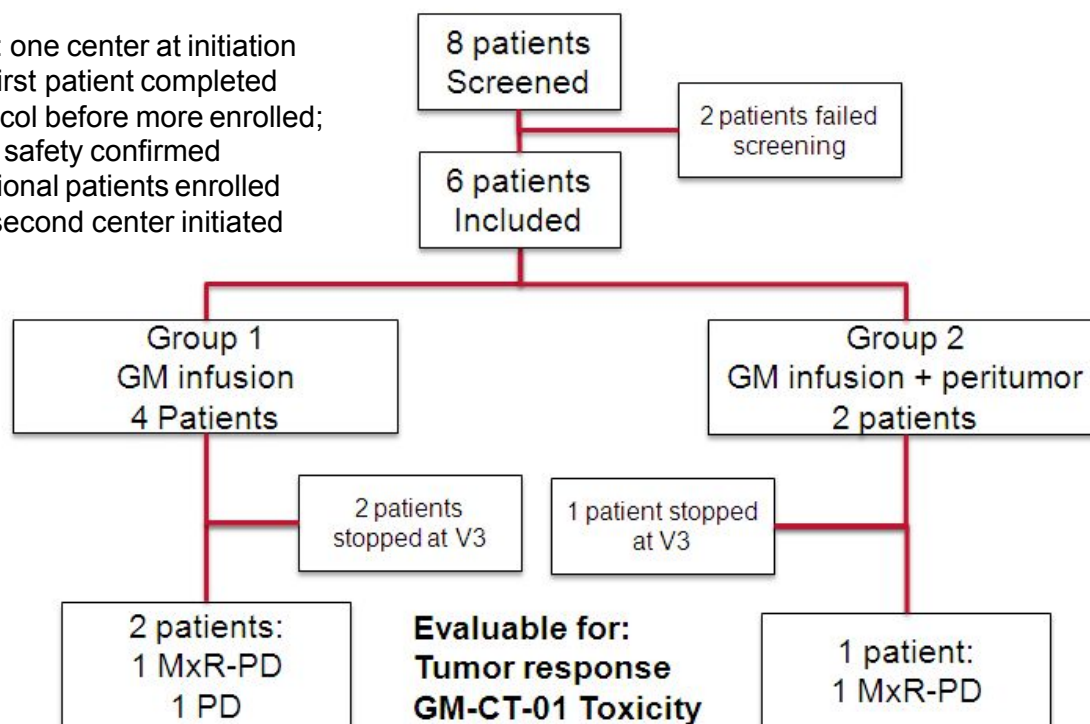 : one center at initiation
irst patient completed
col before more enrolled;
safety confirmed
ional patients enrolled
second center initiated
8 patients
Screened
2 patients failed
screening
6 patients
Included
Group 1
GM infusion
4 Patients
Group 2
GM infusion + peritumor
2 patients
2 patients
stopped at V3
1 patient stopped
at V3
2 patients:
1 MxR-PD
1 PD
Evaluable for:
Tumor response
GM-CT-01 Toxicity
1 patient:
1 MxR-PD